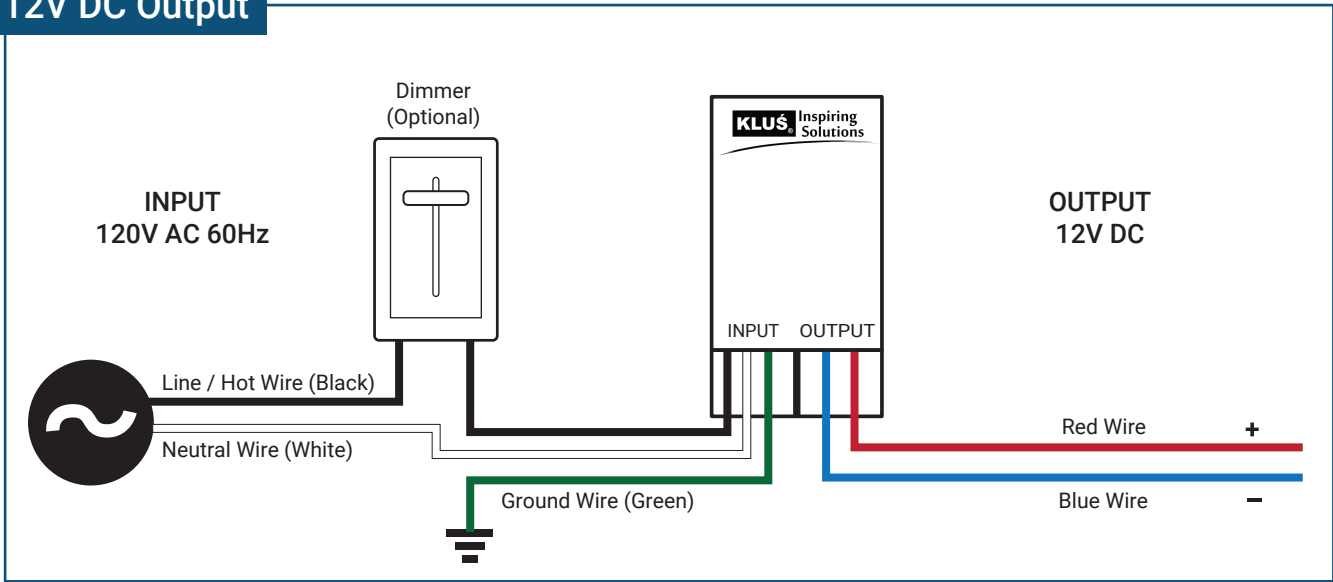 12V DC Output
Dimmer
(Optional)
KLUŚ® Inspiring
Solutions
INPUT
120V AC 60Hz
OUTPUT
12V DC
INPUT OUTPUT
Line / Hot Wire (Black)
Neutral Wire (White)
Ground Wire (Green)
Red Wire +
Blue Wire −